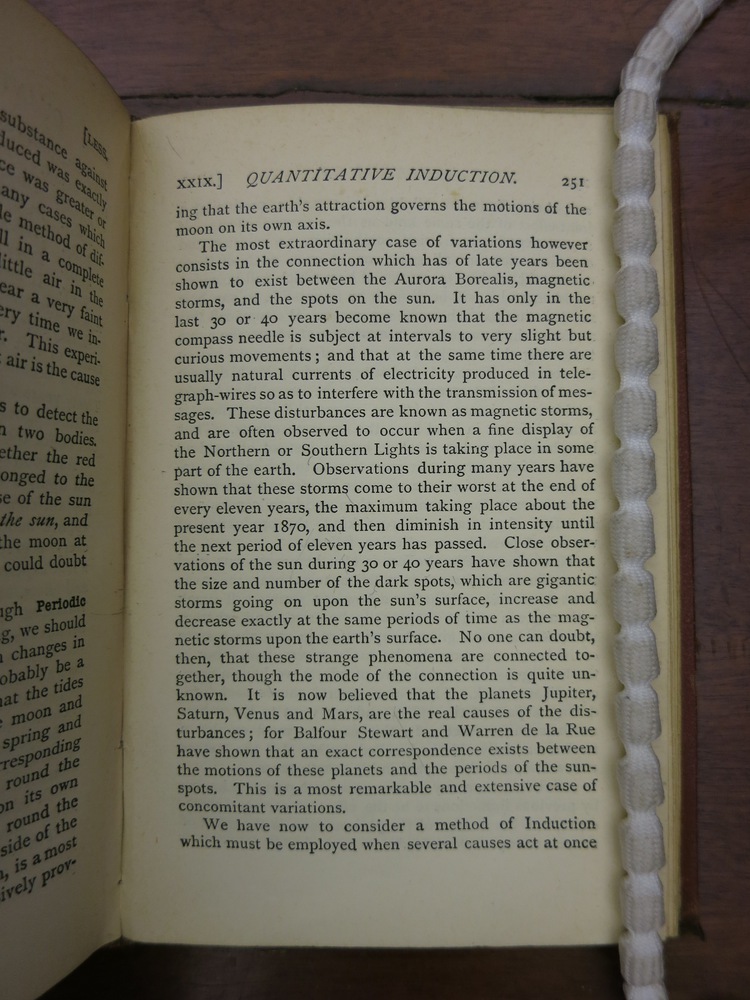 [LESS.
substance against
duced was exactly
ce was greater or
any cases which
le method of dif-
ll in a complete
little air in the
ear a very faint
ery time we in-
r. This experi-
air is the cause
s to detect the
n two bodies.
ether the red
onged to the
se of the sun
the sun, and
the moon at
could doubt
ugh Periodic
g, we should
n changes in
obably be a
hat the tides
e moon and
spring and
rresponding
round the
on its own
round the
side of the
n, is a most
ively prov-
XXIX.] QUANTITATIVE INDUCTION. 251
ing that the earth's attraction governs the motions of the
moon on its own axis.
The most extraordinary case of variations however
consists in the connection which has of late years been
shown to exist between the Aurora Borealis, magnetic
storms, and the spots on the sun. It has only in the
last 30 or 40 years become known that the magnetic
compass needle is subject at intervals to very slight but
curious movements; and that at the same time there are
usually natural currents of electricity produced in tele-
graph-wires so as to interfere with the transmission of mes-
sages. These disturbances are known as magnetic storms,
and are often observed to occur when a fine display of
the Northern or Southern Lights is taking place in some
part of the earth. Observations during many years have
shown that these storms come to their worst at the end of
every eleven years, the maximum taking place about the
present year 1870, and then diminish in intensity until
the next period of eleven years has passed. Close obser-
vations of the sun during 30 or 40 years have shown that
the size and number of the dark spots, which are gigantic
storms going on upon the sun's surface, increase and
decrease exactly at the same periods of time as the mag-
netic storms upon the earth's surface. No one can doubt,
then, that these strange phenomena are connected to-
gether, though the mode of the connection is quite un-
known. It is now believed that the planets Jupiter,
Saturn, Venus and Mars, are the real causes of the dis-
turbances; for Balfour Stewart and Warren de la Rue
have shown that an exact correspondence exists between
the motions of these planets and the periods of the sun-
spots. This is a most remarkable and extensive case of
concomitant variations.
We have now to consider a method of Induction
which must be employed when several causes act at once